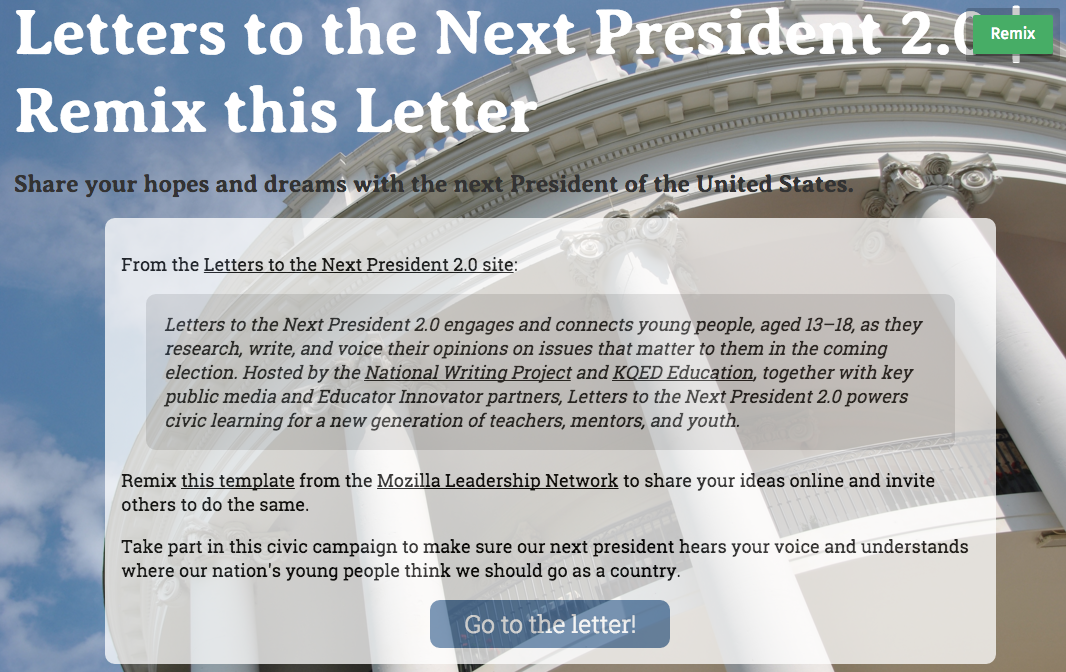 Letters to the Next President 2.0
Remix
Remix this Letter
Share your hopes and dreams with the next President of the United States.
From the Letters to the Next President 2.0 site:
Letters to the Next President 2.0 engages and connects young people, aged 13–18, as they
research, write, and voice their opinions on issues that matter to them in the coming
election. Hosted by the National Writing Project and KQED Education, together with key
public media and Educator Innovator partners, Letters to the Next President 2.0 powers
civic learning for a new generation of teachers, mentors, and youth.
Remix this template from the Mozilla Leadership Network to share your ideas online and invite
others to do the same.
Take part in this civic campaign to make sure our next president hears your voice and understands
where our nation's young people think we should go as a country.
Go to the letter!